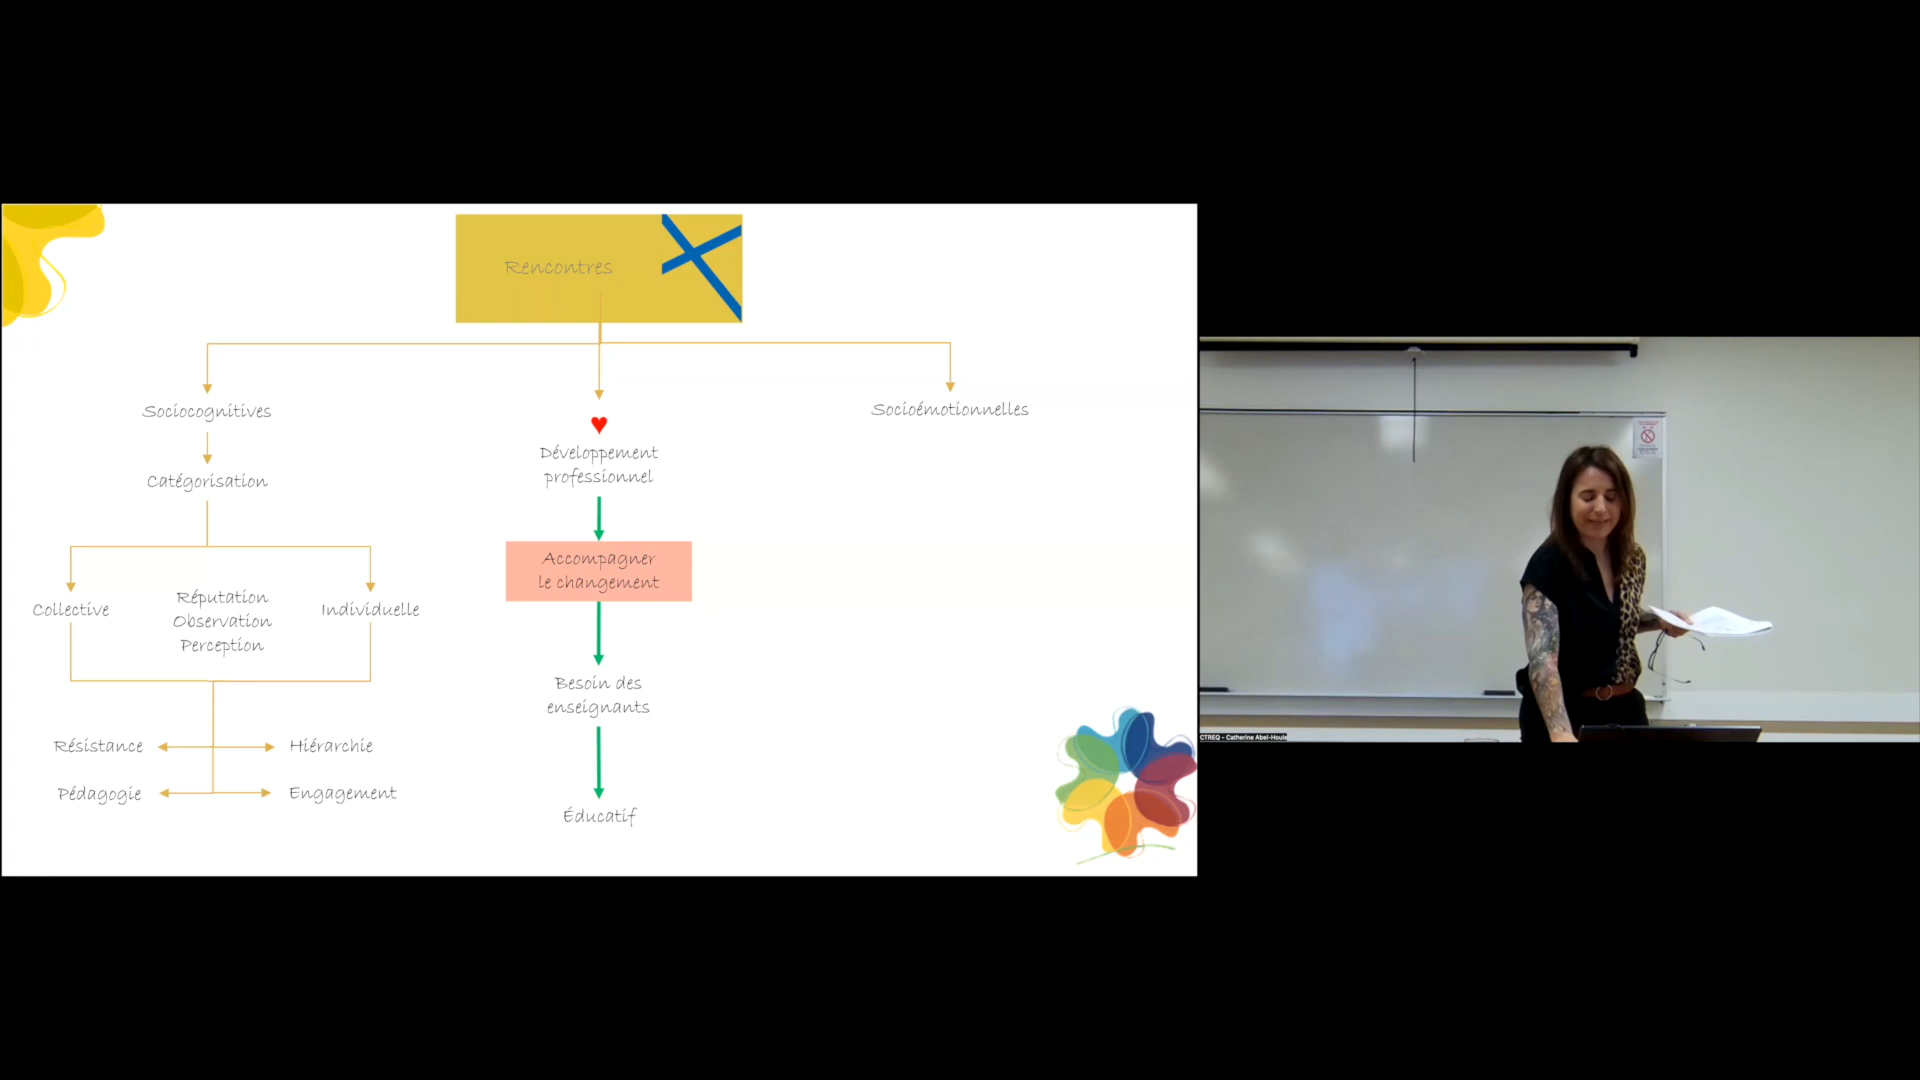 Rencontres
Sociocognitives
Catégorisation
Collective
Réputation
Observation
Perception
Individuelle
Résistance
Hiérarchie
Pédagogie
Engagement
Développement
professionnel
Accompagner
le changement
Besoin des
enseignants
Éducatif
Socioémotionnelles
CTREQ - Catherine Abel-Houle